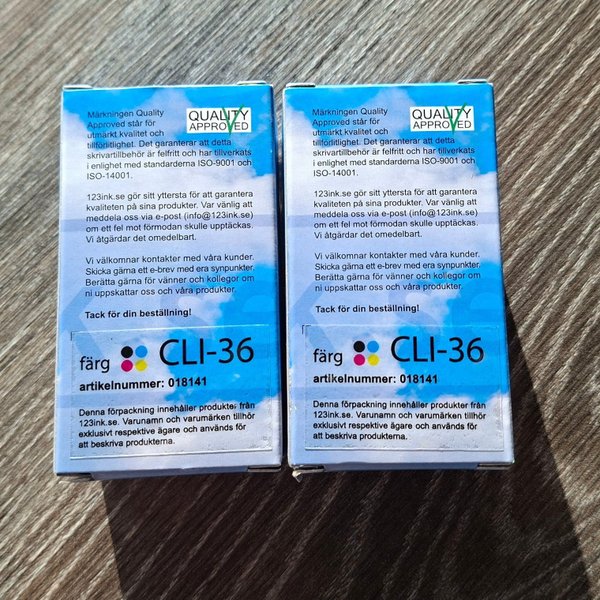 Märkningen Quality
Approved står för
utmärkt kvalitet och
tillförlitlighet. Det garanterar att detta
skrivartillbehör är felfritt och har tillverkats
i enlighet med standarderna ISO-9001 och
ISO-14001.
QUALITY
APPROVED
123ink.se gör sitt yttersta för att garantera
kvaliteten på sina produkter. Var vänlig att
meddela oss via e-post (info@123ink.se)
om ett fel mot förmodan skulle upptäckas.
Vi åtgärdar det omedelbart.
Vi välkomnar kontakter med våra kunder.
Skicka gärna ett e-brev med era synpunkter.
Berätta gärna för vänner och kollegor om
ni uppskattar oss och våra produkter.
Tack för din beställning!
färg CLI-36
artikelnummer: 018141
Denna förpackning innehåller produkter från
123ink.se. Varunamn och varumärken tillhör
exklusivt respektive ägare och används för
att beskriva produkterna.
Märkningen Quality
Approved står för
utmärkt kvalitet och
tillförlitlighet. Det garanterar att detta
skrivartillbehör är felfritt och har tillverkats
i enlighet med standarderna ISO-9001 och
ISO-14001.
QUALITY
APPROVED
123ink.se gör sitt yttersta för att garantera
kvaliteten på sina produkter. Var vänlig att
meddela oss via e-post (info@123ink.se)
om ett fel mot förmodan skulle upptäckas.
Vi åtgärdar det omedelbart.
Vi välkomnar kontakter med våra kunder.
Skicka gärna ett e-brev med era synpunkter.
Berätta gärna för vänner och kollegor om
ni uppskattar oss och våra produkter.
Tack för din beställning!
färg CLI-36
artikelnummer: 018141
Denna förpackning innehåller produkter från
123ink.se. Varunamn och varumärken tillhör
exklusivt respektive ägare och används för
att beskriva produkterna.